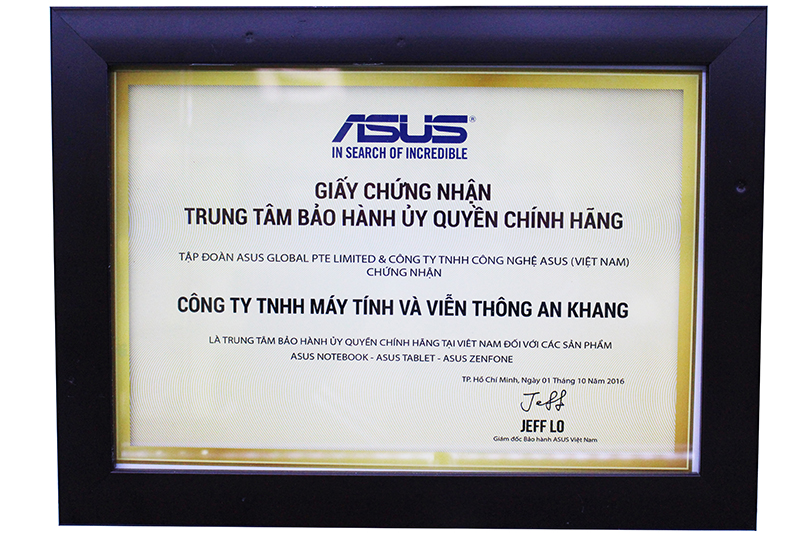 ASUS®
IN SEARCH OF INCREDIBLE
GIẤY CHỨNG NHẬN
TRUNG TÂM BẢO HÀNH ỦY QUYỀN CHÍNH HÃNG
TẬP ĐOÀN ASUS GLOBAL PTE LIMITED & CÔNG TY TNHH CÔNG NGHỆ ASUS (VIỆT NAM)
CHỨNG NHẬN
CÔNG TY TNHH MÁY TÍNH VÀ VIỄN THÔNG AN KHANG
LÀ TRUNG TÂM BẢO HÀNH ỦY QUYỀN CHÍNH HÃNG TẠI VIỆT NAM ĐỐI VỚI CÁC SẢN PHẨM
ASUS NOTEBOOK - ASUS TABLET - ASUS ZENFONE
TP. Hồ Chí Minh, Ngày 01 Tháng 10 Năm 2016
Jeff
JEFF LO
Giám đốc Bảo hành ASUS Việt Nam